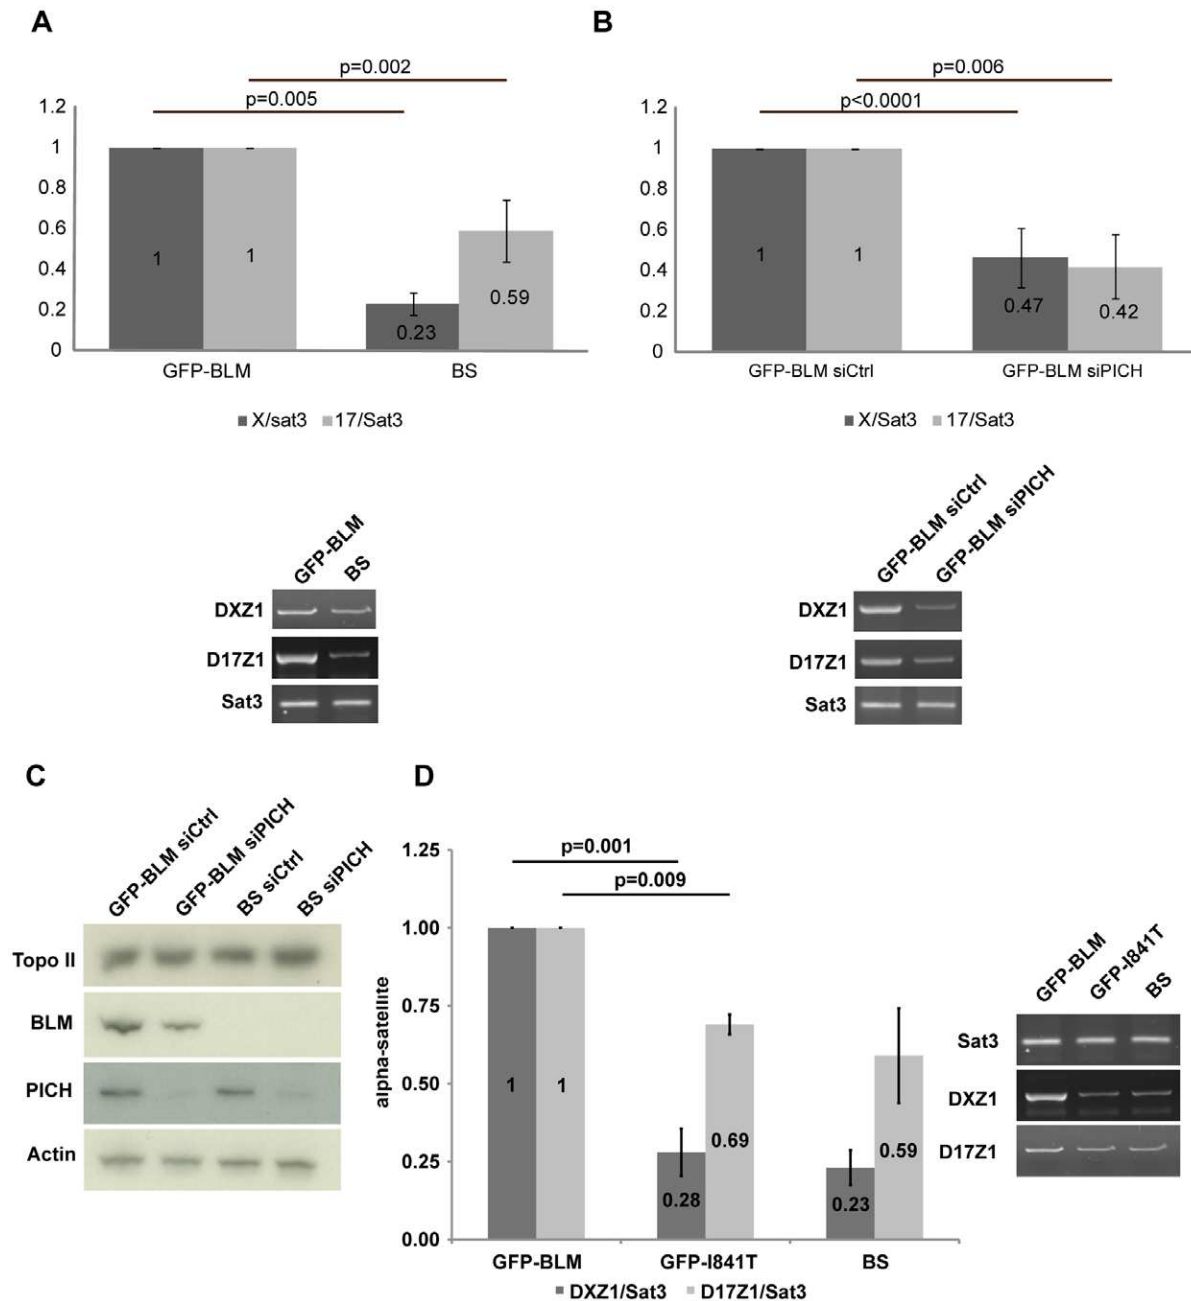 A
p=0.002
p=0.005
1.2
1
0.8
0.6
0.4
0.2
0
1
1
0.23
0.59
GFP-BLM
BS
X/sat3
17/Sat3
GFP-BLM
BS
DXZ1
D17Z1
Sat3
B
p=0.006
p<0.0001
1.2
1
0.8
0.6
0.4
0.2
0
1
1
0.47
0.42
GFP-BLM siCtrl
GFP-BLM siPICH
X/Sat3
17/Sat3
GFP-BLM siCtrl
GFP-BLM siPICH
DXZ1
D17Z1
Sat3
C
GFP-BLM siCtrl
GFP-BLM siPICH
BS siCtrl
BS siPICH
Topo II
BLM
PICH
Actin
D
p=0.001
p=0.009
alpha-satellite
1.25
1.00
0.75
0.50
0.25
0.00
1
1
0.28
0.69
0.23
0.59
GFP-BLM
GFP-I841T
BS
DXZ1/Sat3
D17Z1/Sat3
GFP-BLM
GFP-I841T
BS
Sat3
DXZ1
D17Z1